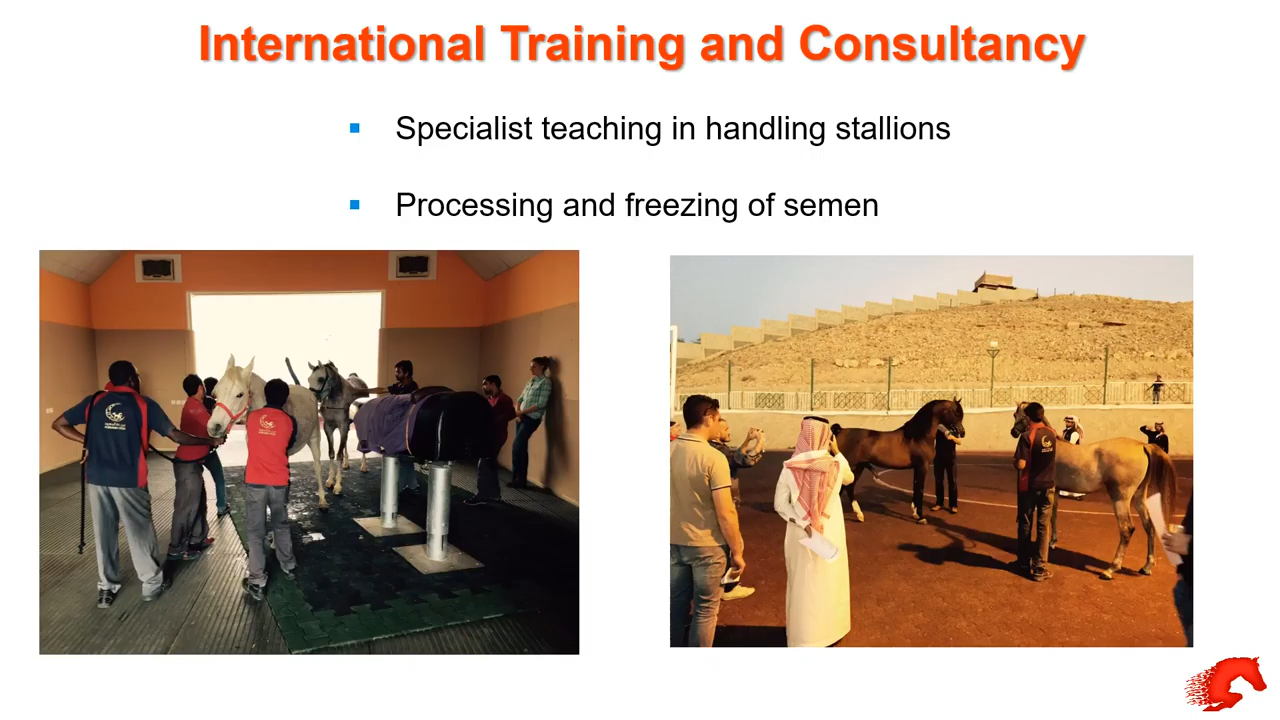 International Training and Consultancy
Specialist teaching in handling stallions
Processing and freezing of semen